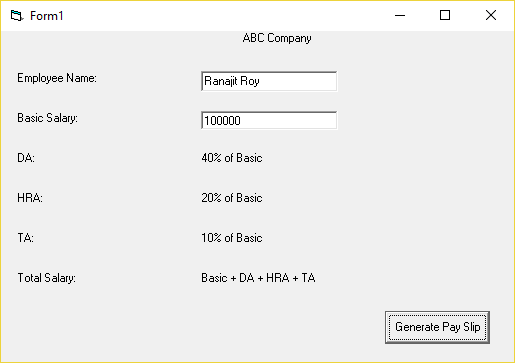 Form1
ABC Company
Employee Name: Ranajit Roy
Basic Salary: 100000
DA: 40% of Basic
HRA: 20% of Basic
TA: 10% of Basic
Total Salary: Basic + DA + HRA + TA
Generate Pay Slip